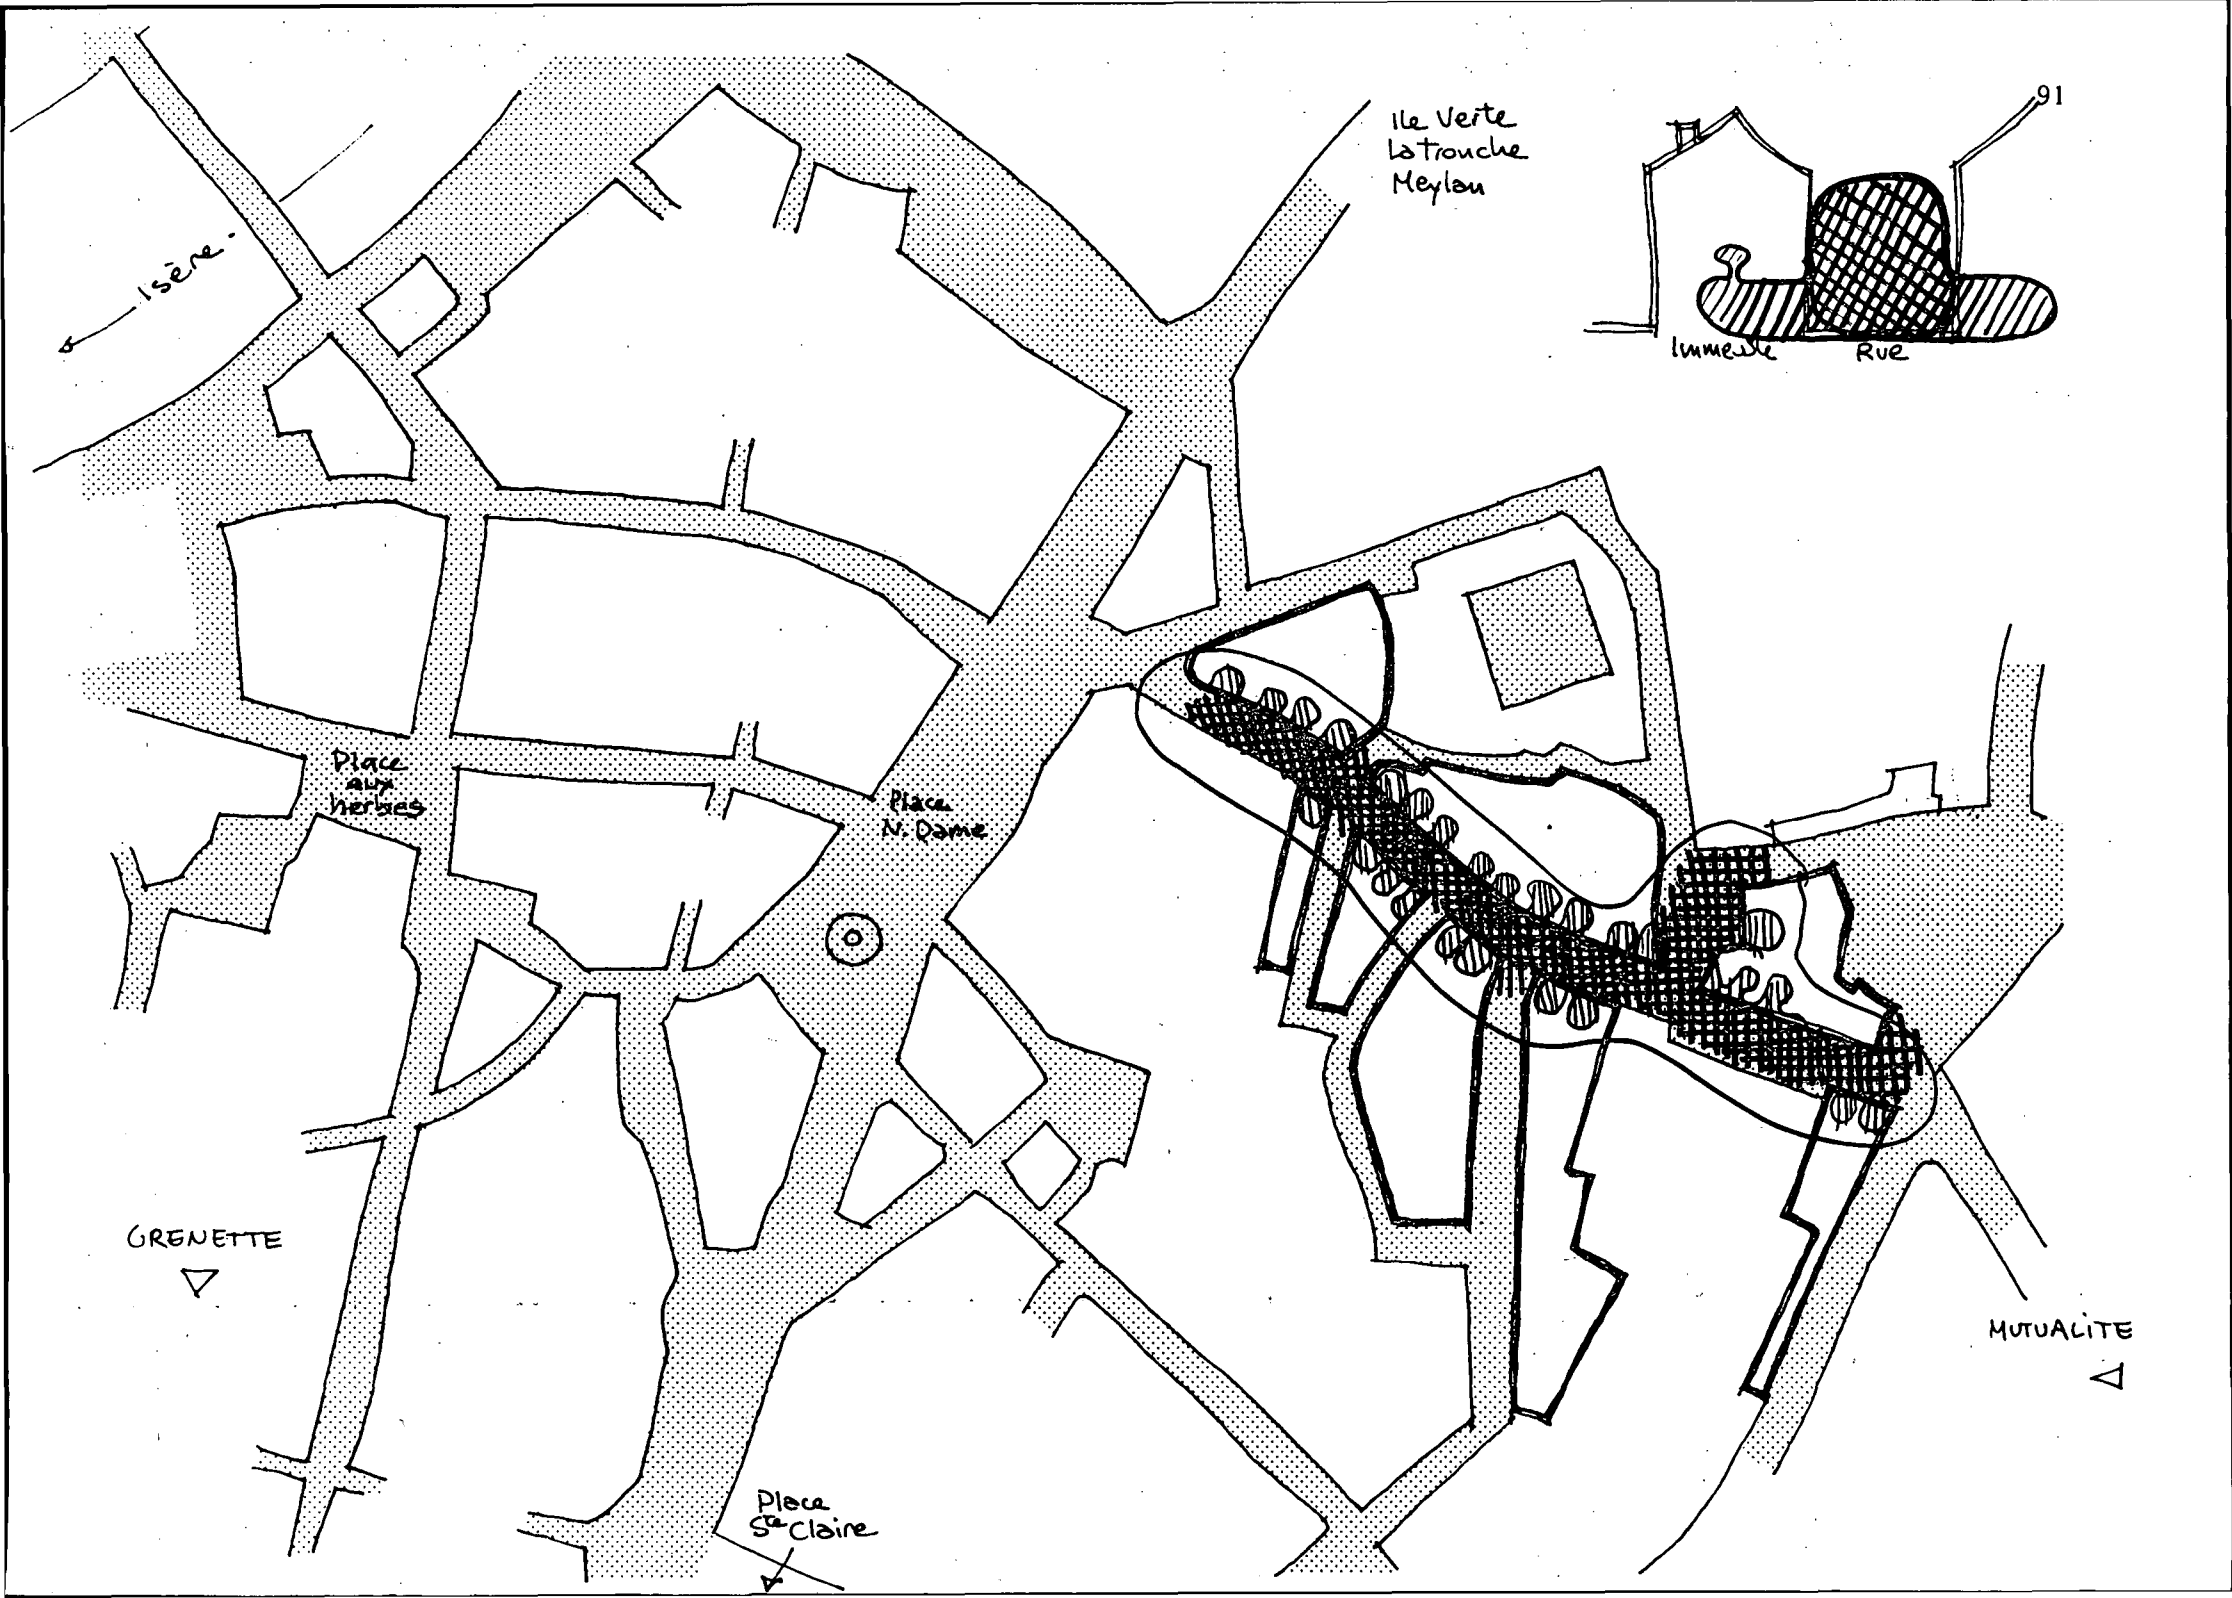 91
Ile Verte
La Tronche
Meylan
Isère
Immeuble
Rue
Place
aux
herbes
Place
N. Dame
GRENETTE
MUTUALITE
Place
Ste Claire